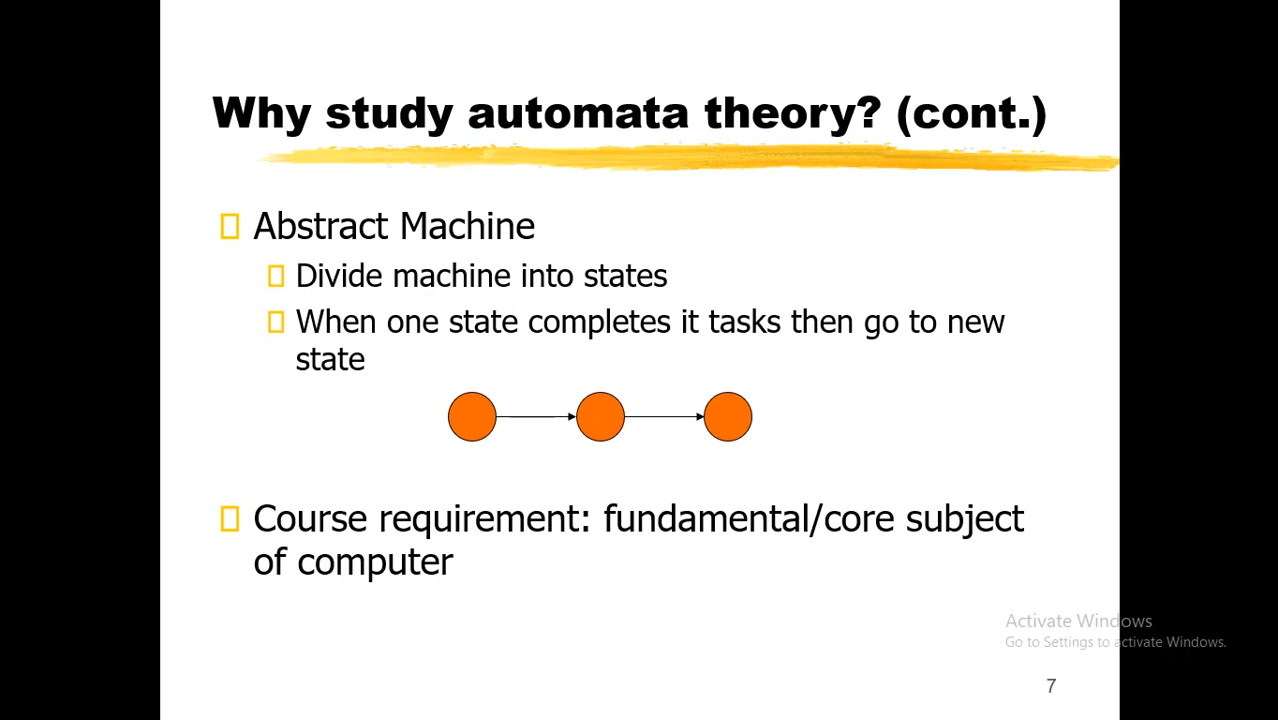 Why study automata theory? (cont.)
Abstract Machine
Divide machine into states
When one state completes it tasks then go to new
state
Course requirement: fundamental/core subject
of computer
Activate Windows
Go to Settings to activate Windows.
7